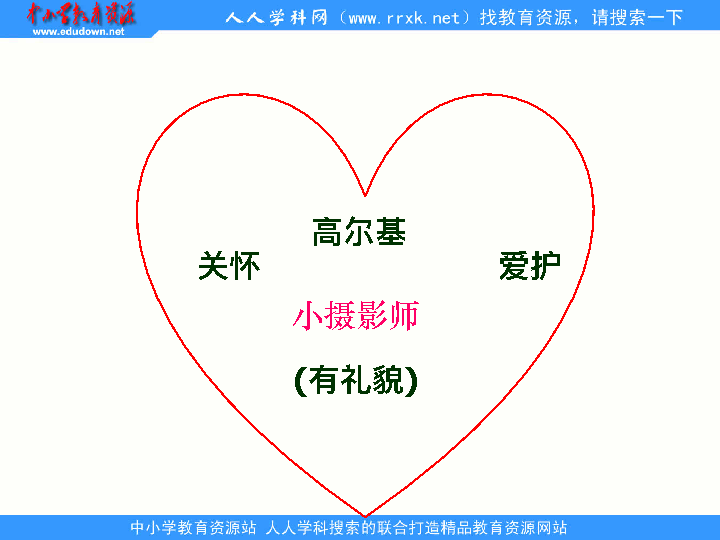 中小学教育资源
www.edudown.net
人人学科网（www.rrxk.net）找教育资源，请搜索一下
高尔基
关怀
爱护
小摄影师
(有礼貌)
中小学教育资源站 人人学科搜索的联合打造精品教育资源网站